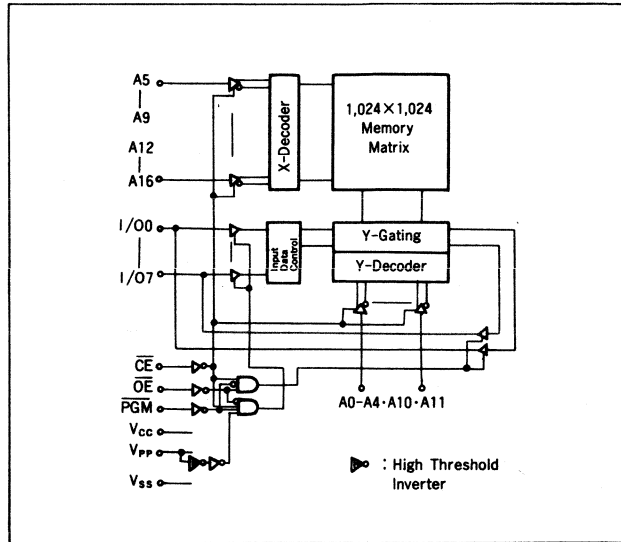 A5
A9
A12
A16
X-Decoder
1,024×1,024
Memory
Matrix
I/O0
I/O7
Input
Data
Control
Y-Gating
Y-Decoder
CE
OE
PGM
VCC
VPP
VSS
A0-A4·A10·A11
: High Threshold
Inverter